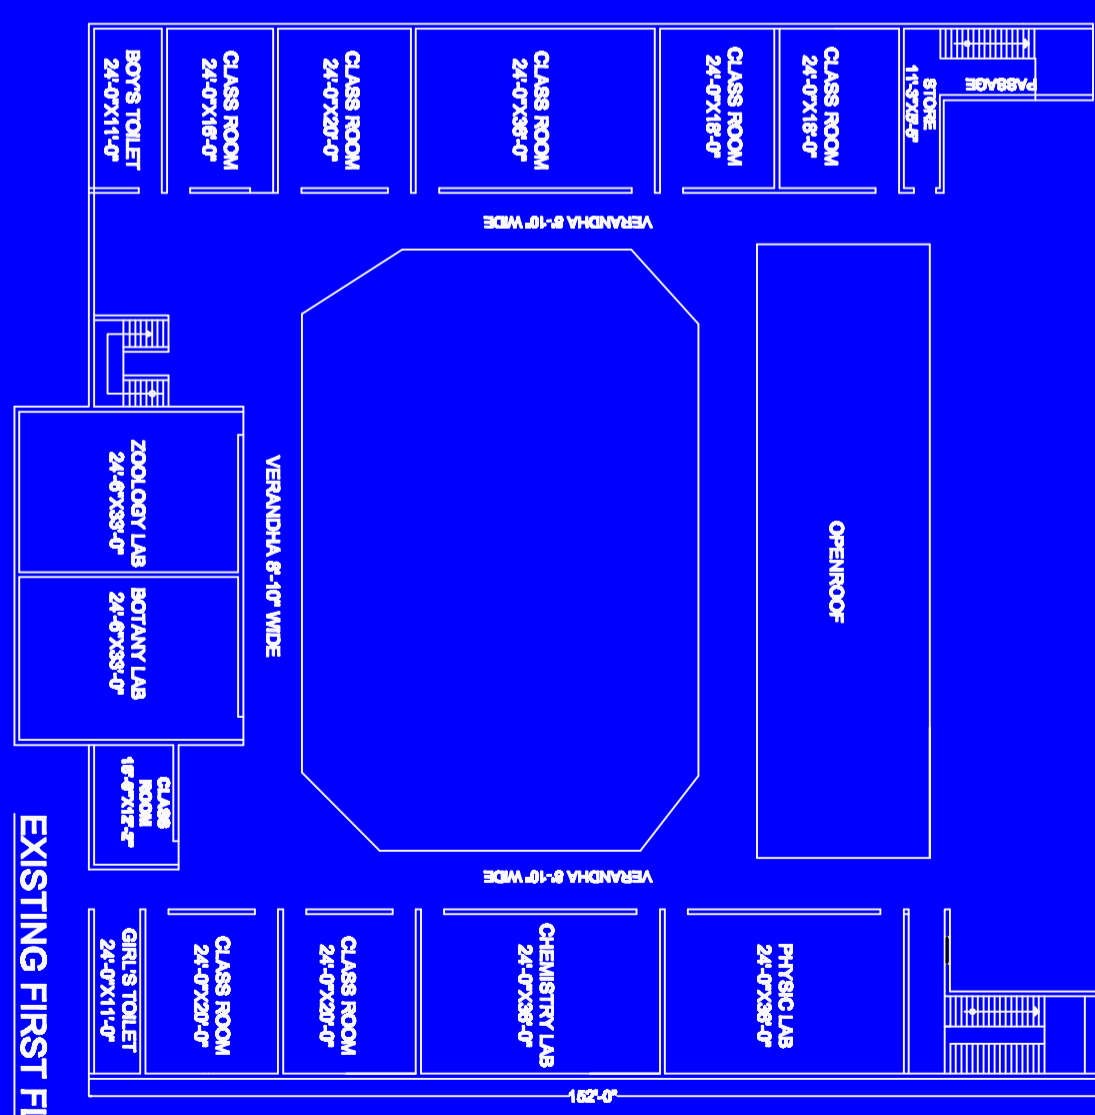 BOY'S TOILET
24'-0"X11'-0"
CLASS ROOM
24'-0"X16'-0"
CLASS ROOM
24'-0"X20'-0"
CLASS ROOM
24'-0"X36'-0"
CLASS ROOM
24'-0"X18'-0"
CLASS ROOM
24'-0"X18'-0"
STORE
PASSAGE
VERANDHA 8'-10" WIDE
ZOOLOGY LAB
24'-6"X33'-0"
BOTANY LAB
24'-6"X33'-0"
VERANDHA 8'-10" WIDE
OPENROOF
CLASS
ROOM
VERANDHA 8'-10" WIDE
GIRL'S TOILET
24'-0"X11'-0"
CLASS ROOM
24'-0"X20'-0"
CLASS ROOM
24'-0"X20'-0"
CHEMISTRY LAB
24'-0"X36'-0"
PHYSIC LAB
24'-0"X36'-0"
152'-0"
EXISTING FIRST